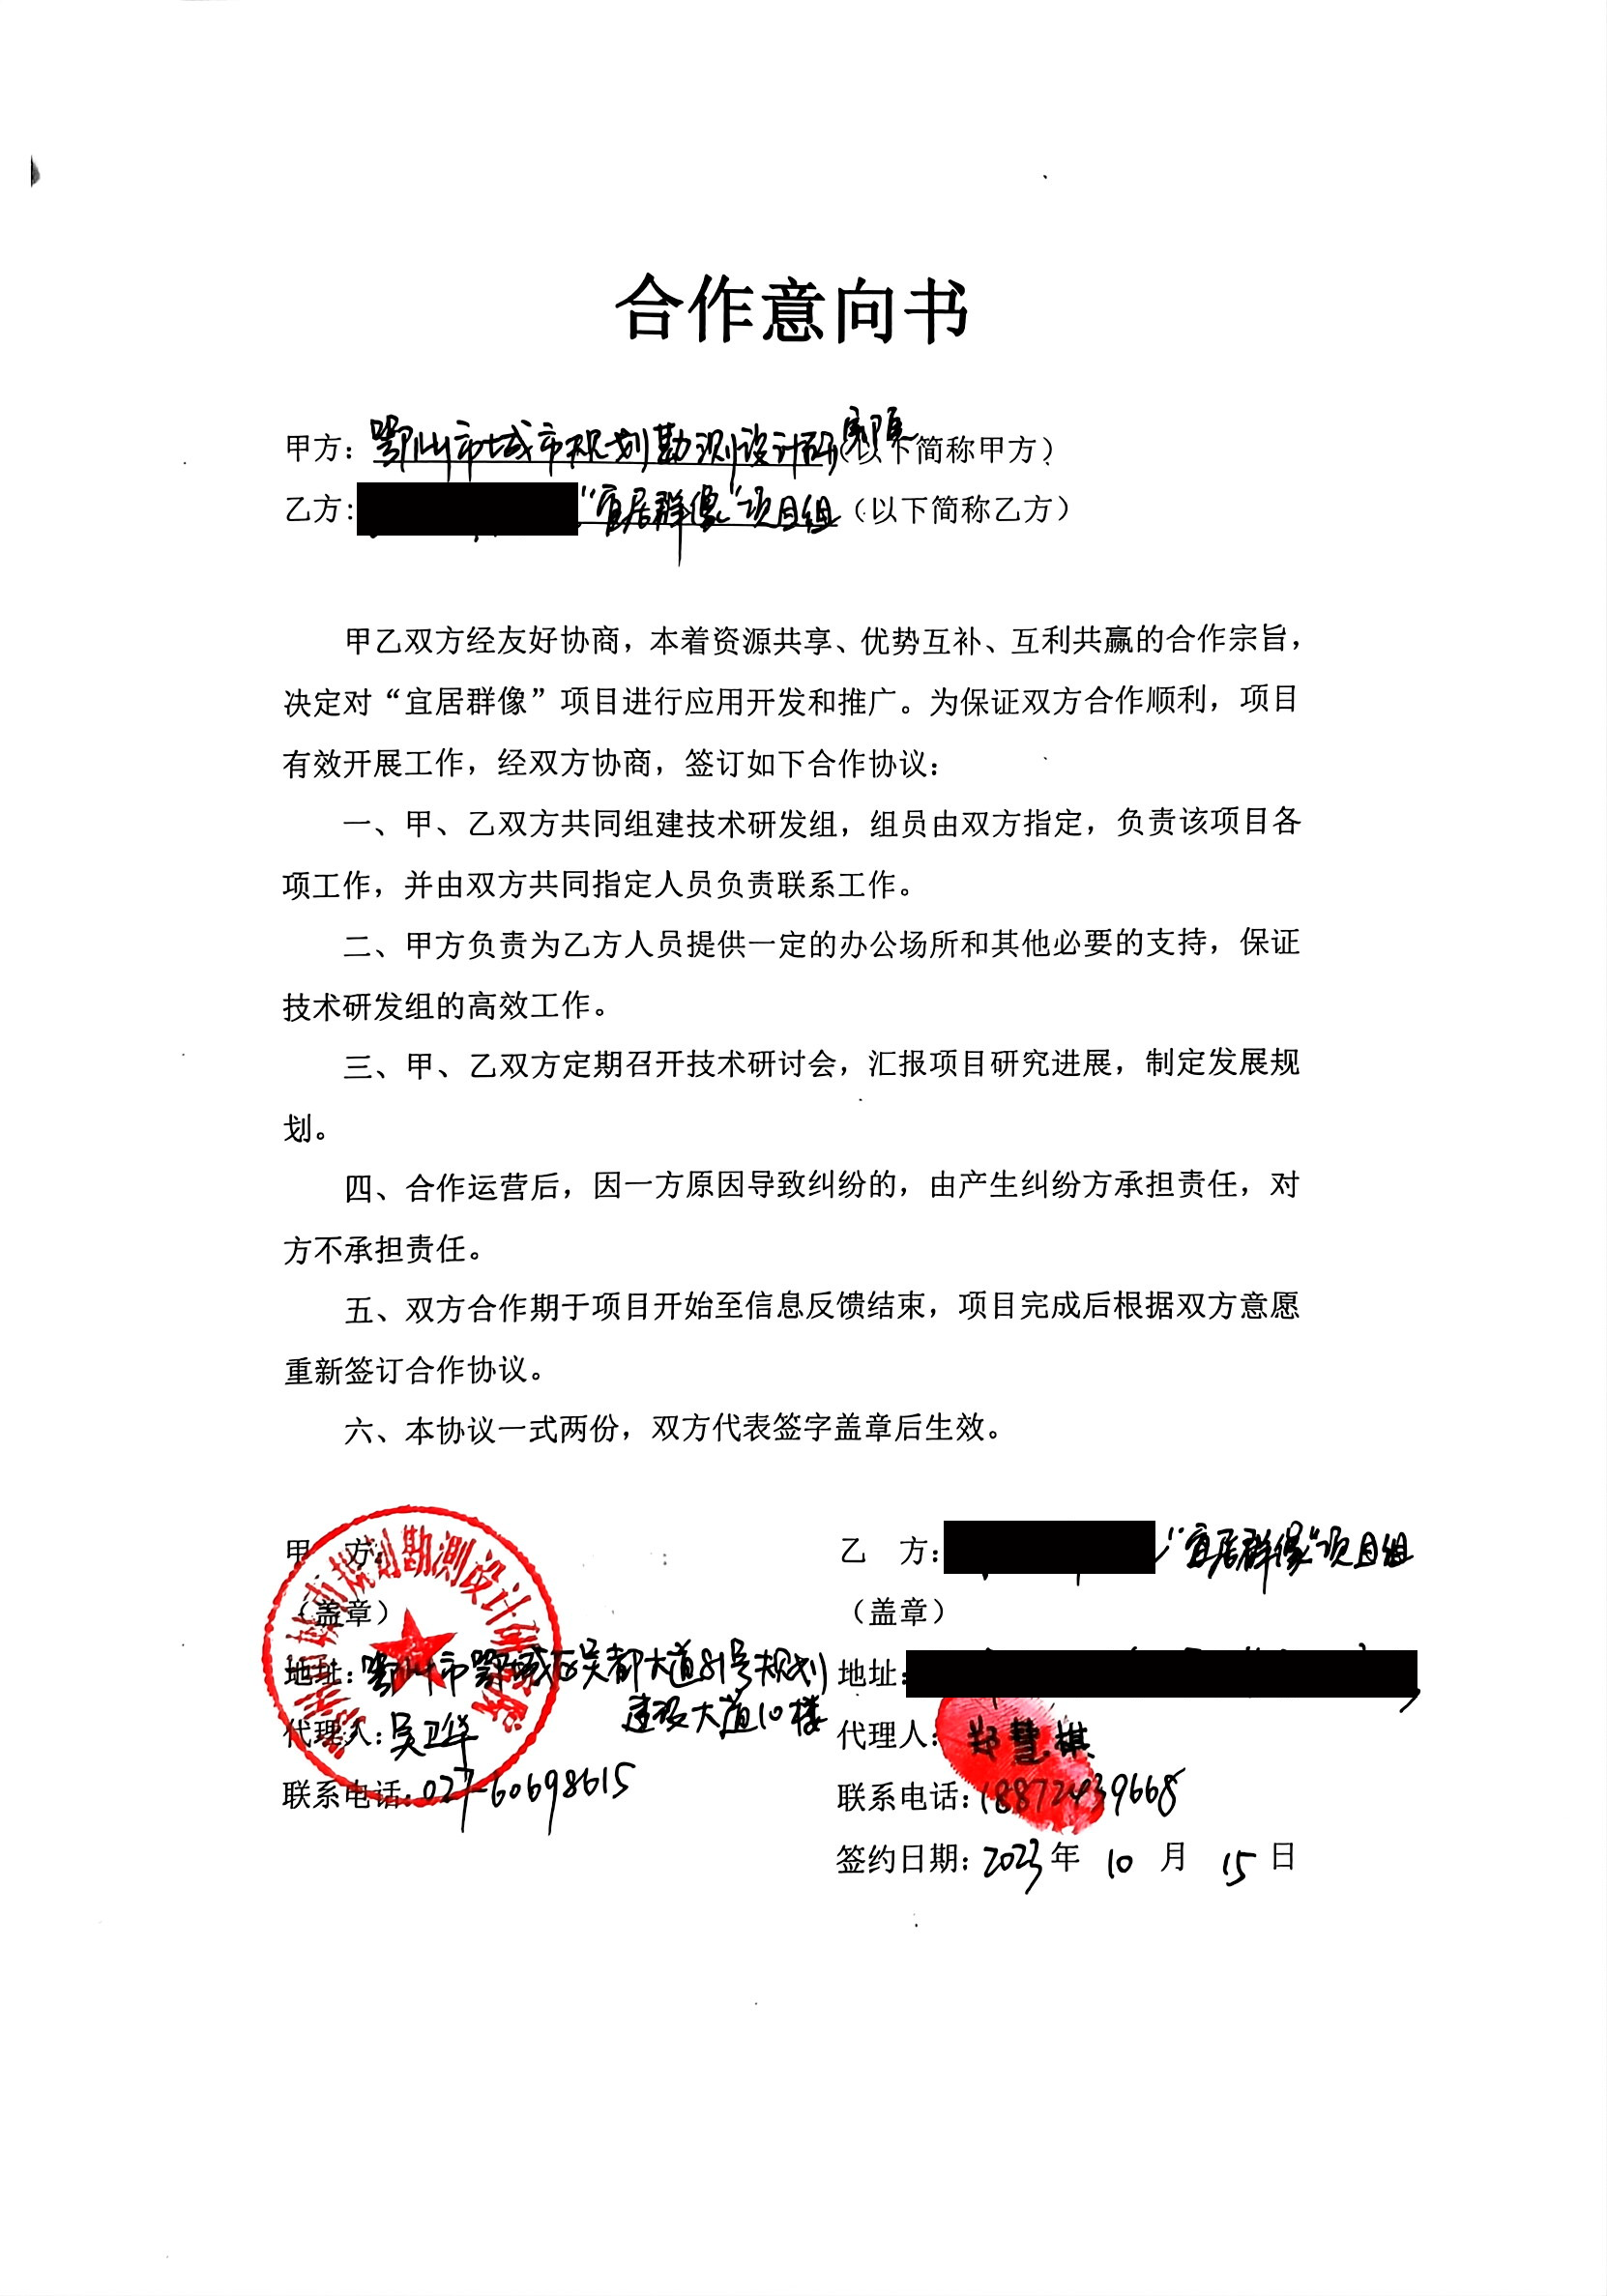 合作意向书
甲方：鄂州市城市规划勘测设计研究院（以下简称甲方）
乙方：“宜居群像”项目组（以下简称乙方）
甲乙双方经友好协商，本着资源共享、优势互补、互利共赢的合作宗旨，
决定对“宜居群像”项目进行应用开发和推广。为保证双方合作顺利，项目
有效开展工作，经双方协商，签订如下合作协议：
一、甲、乙双方共同组建技术研发组，组员由双方指定，负责该项目各
项工作，并由双方共同指定人员负责联系工作。
二、甲方负责为乙方人员提供一定的办公场所和其他必要的支持，保证
技术研发组的高效工作。
三、甲、乙双方定期召开技术研讨会，汇报项目研究进展，制定发展规
划。
四、合作运营后，因一方原因导致纠纷的，由产生纠纷方承担责任，对
方不承担责任。
五、双方合作期于项目开始至信息反馈结束，项目完成后根据双方意愿
重新签订合作协议。
六、本协议一式两份，双方代表签字盖章后生效。
甲 方：
（盖章）
地址：鄂州市鄂城区吴都大道81号规划
建设大道10楼
代理人：吴卫华
联系电话：027-60698615
鄂州市城市规划勘测设计研究院
乙 方：“宜居群像”项目组
（盖章）
地址：
代理人：郑慧棋
联系电话：18872439668
签约日期：2023年 10 月 15 日